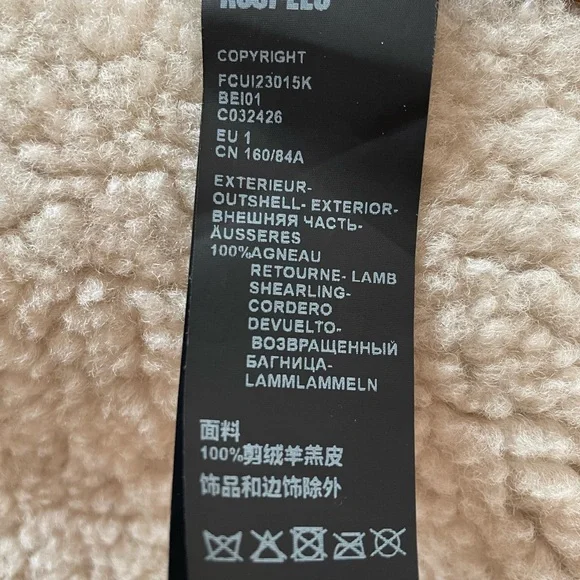 KOOPLES
COPYRIGHT
FCUI23015K
BEI01
C032426
EU 1
CN 160/84A
EXTERIEUR-
OUTSHELL- EXTERIOR-
ВНЕШНЯЯ ЧАСТЬ-
ÄUSSERES
100%AGNEAU
RETOURNE- LAMB
SHEARLING-
CORDERO
DEVUELTO-
ВОЗВРАЩЕННЫЙ
БАГНИЦА-
LAMMLAMMELN
面料
100%剪绒羊羔皮
饰品和边饰除外